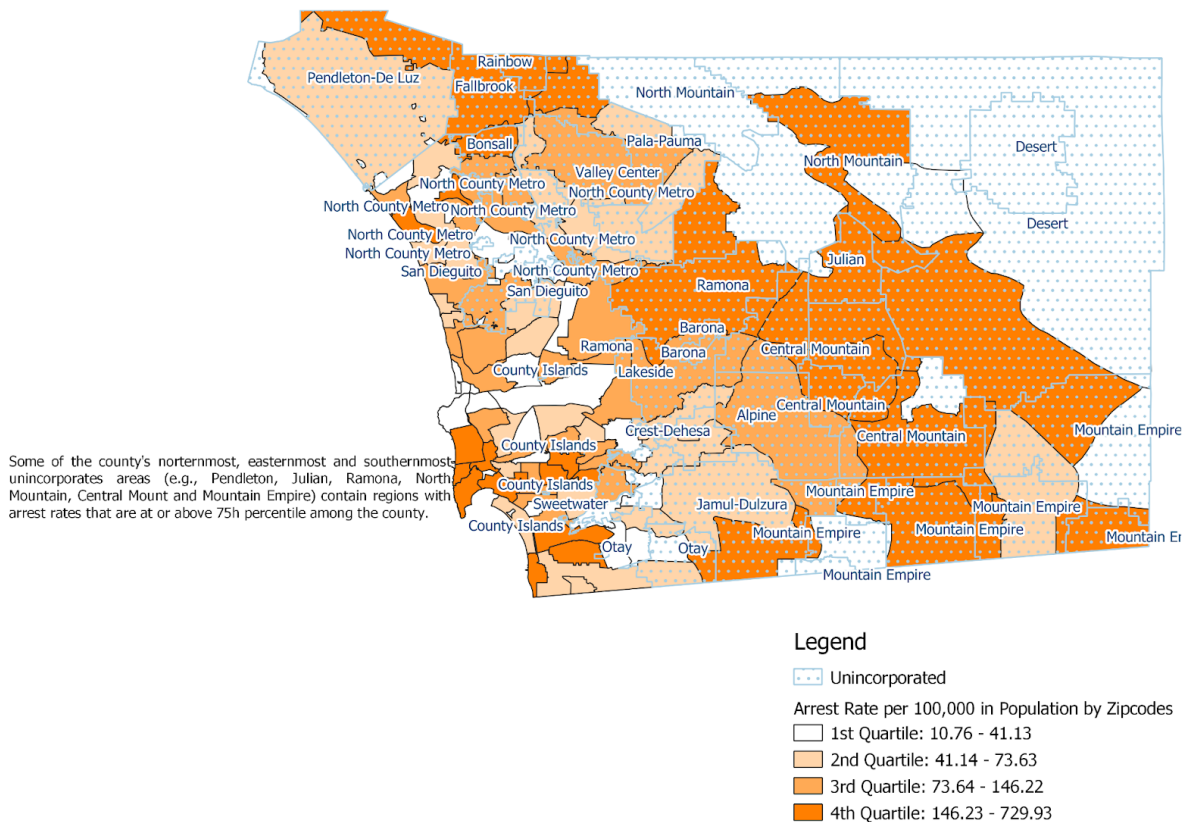 Rainbow
Pendleton-De Luz
Fallbrook
North Mountain
Pala-Pauma
Bonsall
Desert
North Mountain
Valley Center
North County Metro
North County Metro
North County Metro
North County Metro
Desert
North County Metro
North County Metro
North County Metro
Julian
San Dieguito
North County Metro
Ramona
San Dieguito
Barona
Ramona
Barona
Central Mountain
County Islands
Lakeside
Central Mountain
Alpine
Crest-Dehesa
Mountain Empire
Central Mountain
County Islands
Some of the county's norternmost, easternmost and southernmost
unincorporates areas (e.g., Pendleton, Julian, Ramona, North
Mountain, Central Mount and Mountain Empire) contain regions with
arrest rates that are at or above 75h percentile among the county.
County Islands
Mountain Empire
Sweetwater
Jamul-Dulzura
Mountain Empire
County Islands
Mountain Empire
Mountain Empire
Mountain Er
Otay
Otay
Mountain Empire
Legend
Unincorporated
Arrest Rate per 100,000 in Population by Zipcodes
1st Quartile: 10.76 - 41.13
2nd Quartile: 41.14 - 73.63
3rd Quartile: 73.64 - 146.22
4th Quartile: 146.23 - 729.93